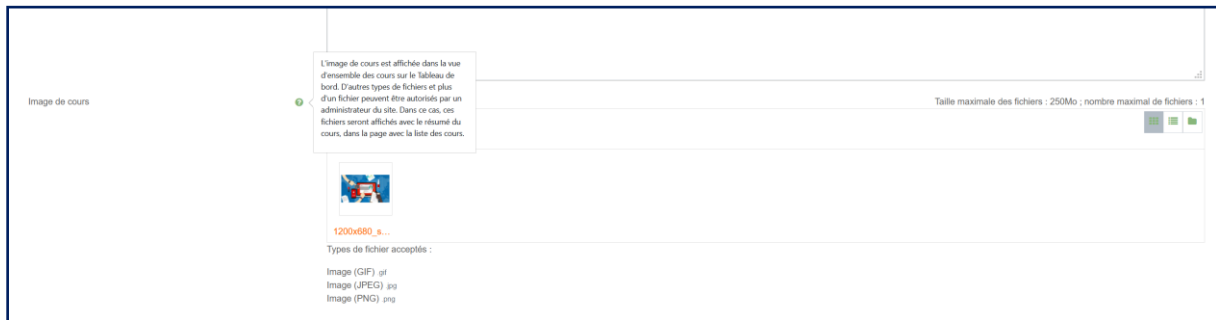 L'image de cours est affichée dans la vue
d'ensemble des cours sur le Tableau de
bord. D'autres types de fichiers et plus
d'un fichier peuvent être autorisés par un
administrateur du site. Dans ce cas, ces
fichiers seront affichés avec le résumé du
cours, dans la page avec la liste des cours.
Image de cours
Taille maximale des fichiers : 250Mo ; nombre maximal de fichiers : 1
1200x680_s...
Types de fichier acceptés :
Image (GIF) gif
Image (JPEG) jpg
Image (PNG) png